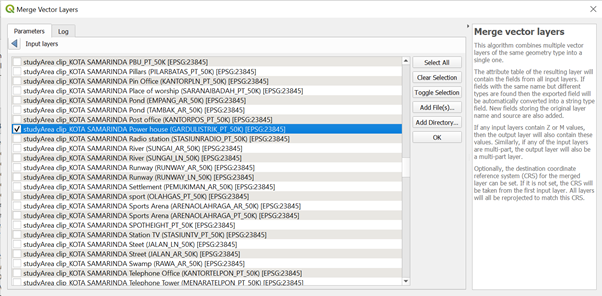 Merge Vector Layers
Parameters
Log
Input layers
studyArea clip_KOTA SAMARINDA PBU_PT_50K [EPSG:23845]
studyArea clip_KOTA SAMARINDA Pillars (PILARBATAS_PT_50K) [EPSG:23845]
studyArea clip_KOTA SAMARINDA Pin Office (KANTORPLN_PT_50K) [EPSG:23845]
studyArea clip_KOTA SAMARINDA Place of worship (SARANAIBADAH_PT_50K) [EPSG:23845]
studyArea clip_KOTA SAMARINDA Pond (EMPANG_AR_50K) [EPSG:23845]
studyArea clip_KOTA SAMARINDA Pond (TAMBAK_AR_50K) [EPSG:23845]
studyArea clip_KOTA SAMARINDA Post office (KANTORPOS_PT_50K) [EPSG:23845]
studyArea clip_KOTA SAMARINDA Power house (GARDULISTRIK_PT_50K) [EPSG:23845]
studyArea clip_KOTA SAMARINDA Radio station (STASIUNRADIO_PT_50K) [EPSG:23845]
studyArea clip_KOTA SAMARINDA River (SUNGAI_AR_50K) [EPSG:23845]
studyArea clip_KOTA SAMARINDA River (SUNGAI_LN_50K) [EPSG:23845]
studyArea clip_KOTA SAMARINDA Runway (RUNWAY_AR_50K) [EPSG:23845]
studyArea clip_KOTA SAMARINDA Runway (RUNWAY_LN_50K) [EPSG:23845]
studyArea clip_KOTA SAMARINDA Settlement (PEMUKIMAN_AR_50K) [EPSG:23845]
studyArea clip_KOTA SAMARINDA sport (OLAHGAS_PT_50K) [EPSG:23845]
studyArea clip_KOTA SAMARINDA Sports Arena (ARENAOLAHRAGA_AR_50K) [EPSG:23845]
studyArea clip_KOTA SAMARINDA Sports Arena (ARENAOLAHRAGA_LN_50K) [EPSG:23845]
studyArea clip_KOTA SAMARINDA SPOTHEIGHT_PT_50K [EPSG:23845]
studyArea clip_KOTA SAMARINDA Station TV (STASIUNTV_PT_50K) [EPSG:23845]
studyArea clip_KOTA SAMARINDA Steet (JALAN_LN_50K) [EPSG:23845]
studyArea clip_KOTA SAMARINDA Street (JALAN_AR_50K) [EPSG:23845]
studyArea clip_KOTA SAMARINDA Swamp (RAWA_AR_50K) [EPSG:23845]
studyArea clip_KOTA SAMARINDA Telephone Office (KANTORTELPON_PT_50K) [EPSG:23845]
studyArea clip_KOTA SAMARINDA Telephone Tower (MENARATELPON_PT_50K) [EPSG:23845]
Select All
Clear Selection
Toggle Selection
Add File(s)...
Add Directory...
OK
Merge vector layers
This algorithm combines multiple vector
layers of the same geometry type into a
single one.
The attribute table of the resulting layer will
contain the fields from all input layers. If
fields with the same name but different
types are found then the exported field will
be automatically converted into a string type
field. New fields storing the original layer
name and source are also added.
If any input layers contain Z or M values,
then the output layer will also contain these
values. Similarly, if any of the input layers
are multi-part, the output layer will also be
a multi-part layer.
Optionally, the destination coordinate
reference system (CRS) for the merged
layer can be set. If it is not set, the CRS will
be taken from the first input layer. All layers
will all be reprojected to match this CRS.